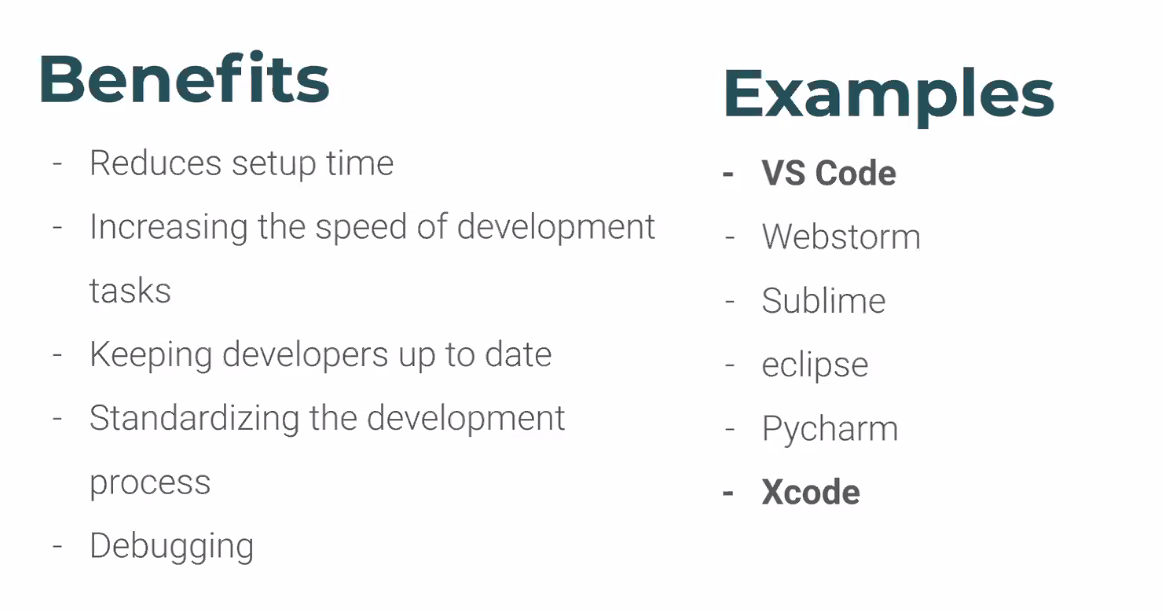 Benefits
- Reduces setup time
- Increasing the speed of development
tasks
- Keeping developers up to date
- Standardizing the development
process
- Debugging
Examples
- VS Code
- Webstorm
- Sublime
- eclipse
- Pycharm
- Xcode